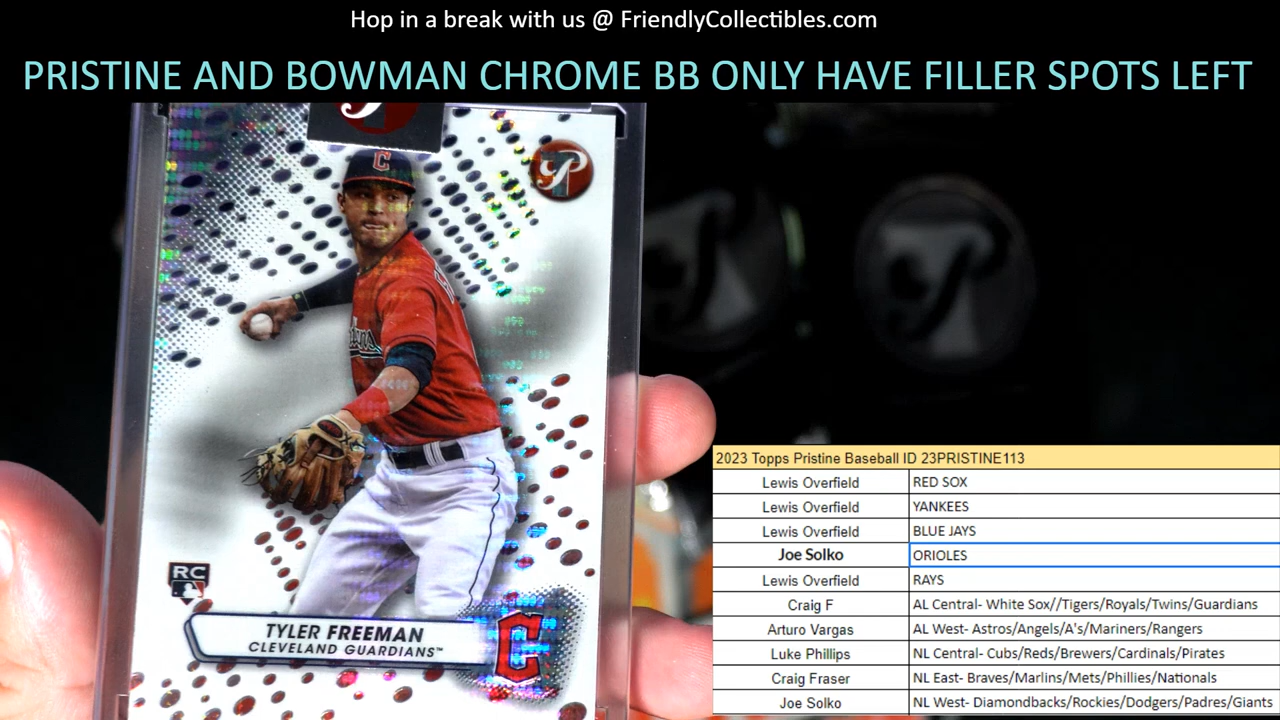 Hop in a break with us @ FriendlyCollectibles.com
PRISTINE AND BOWMAN CHROME BB ONLY HAVE FILLER SPOTS LEFT
C
P
RC
TYLER FREEMAN
CLEVELAND GUARDIANS™
C
2023 Topps Pristine Baseball ID 23PRISTINE113
Lewis Overfield RED SOX
Lewis Overfield YANKEES
Lewis Overfield BLUE JAYS
Joe Solko ORIOLES
Lewis Overfield RAYS
Craig F AL Central- White Sox//Tigers/Royals/Twins/Guardians
Arturo Vargas AL West- Astros/Angels/A's/Mariners/Rangers
Luke Phillips NL Central- Cubs/Reds/Brewers/Cardinals/Pirates
Craig Fraser NL East- Braves/Marlins/Mets/Phillies/Nationals
Joe Solko NL West- Diamondbacks/Rockies/Dodgers/Padres/Giants